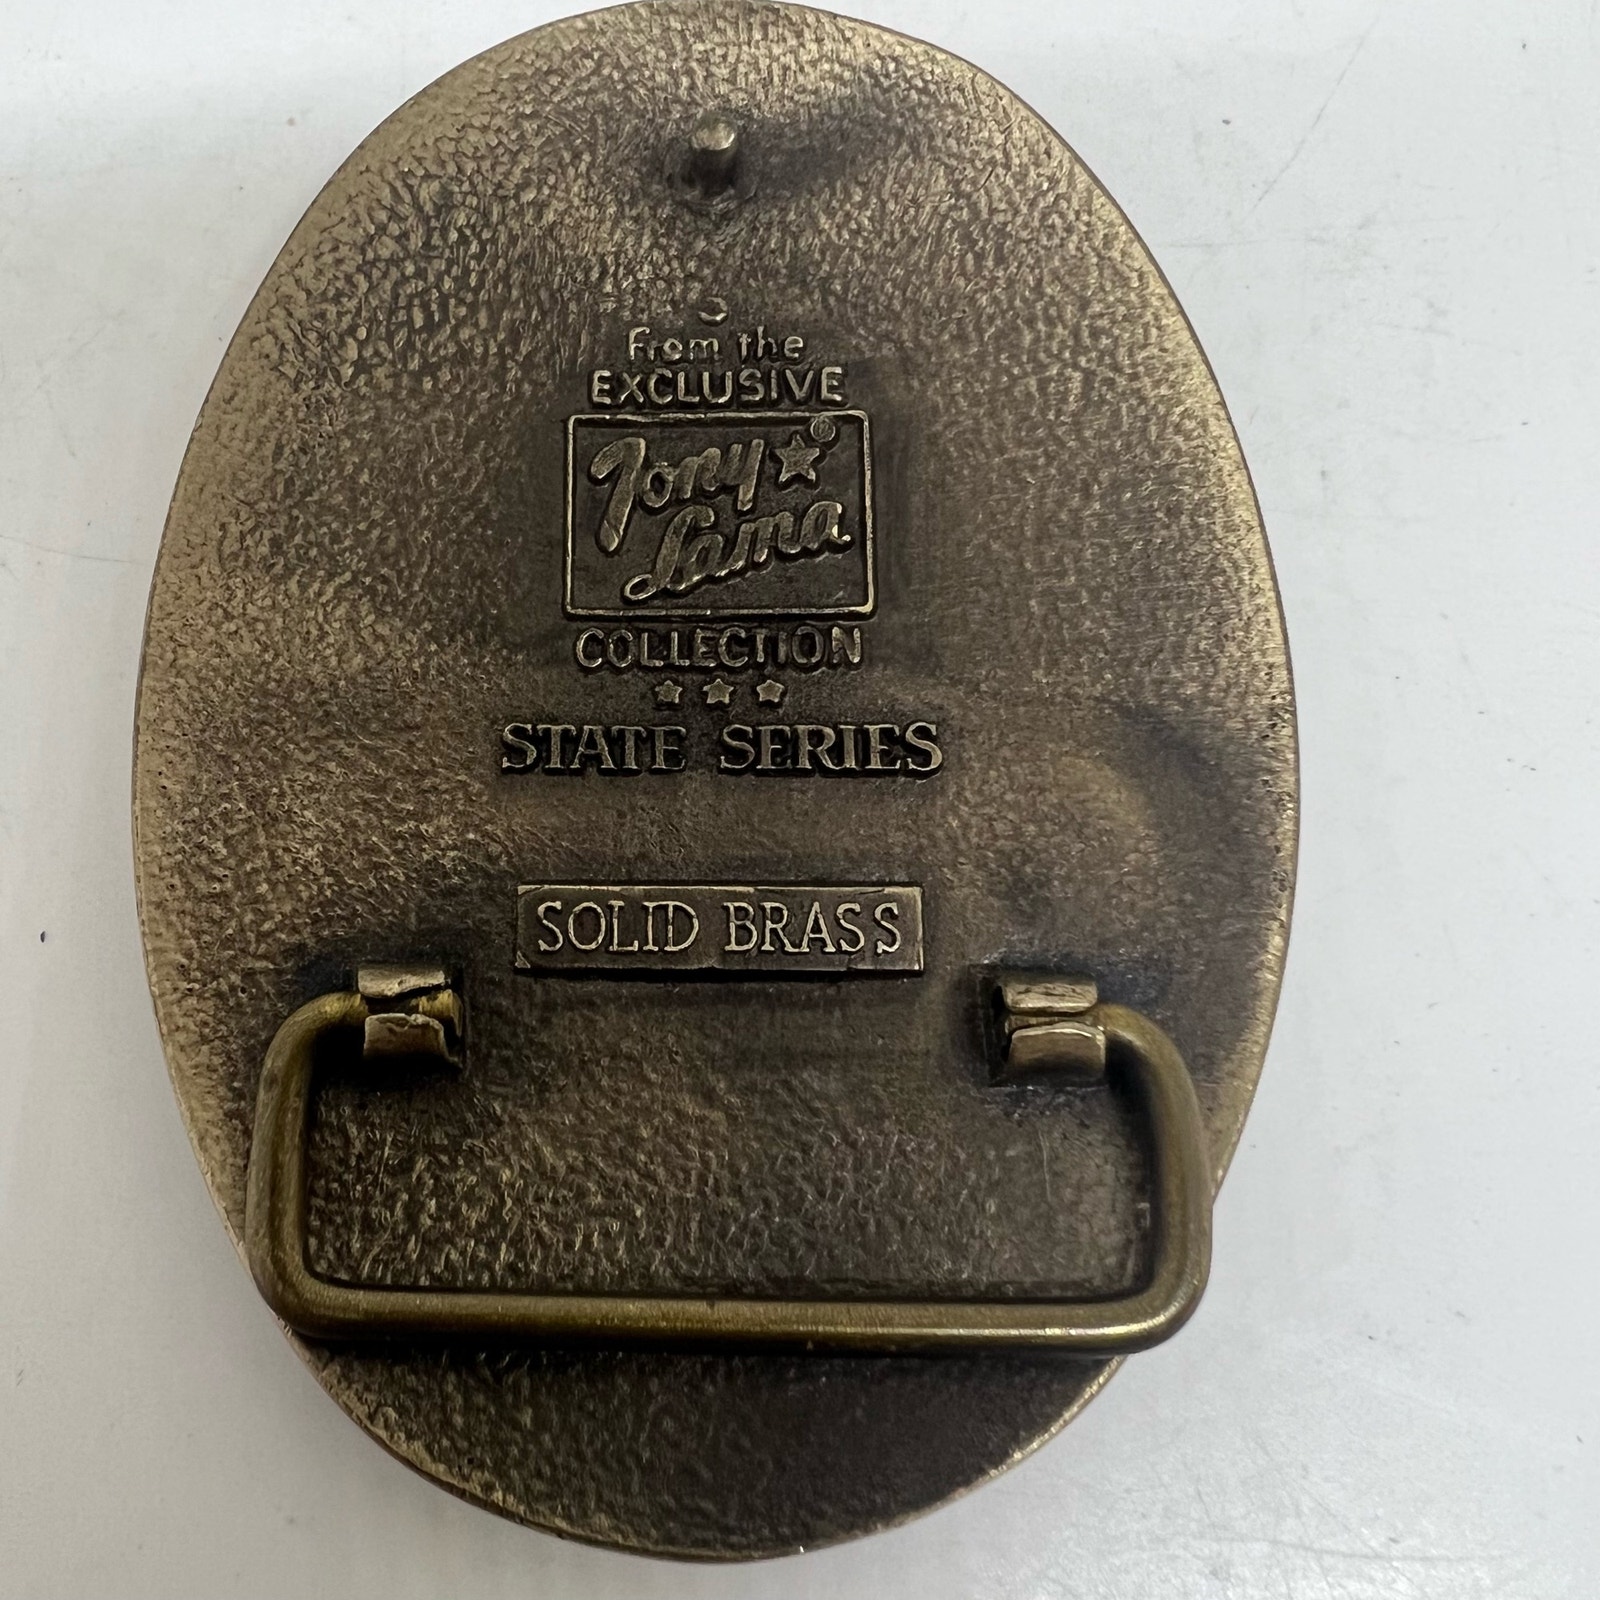 From the
EXCLUSIVE
Tony ★®
Lama
COLLECTION
★ ★ ★
STATE SERIES
SOLID BRASS